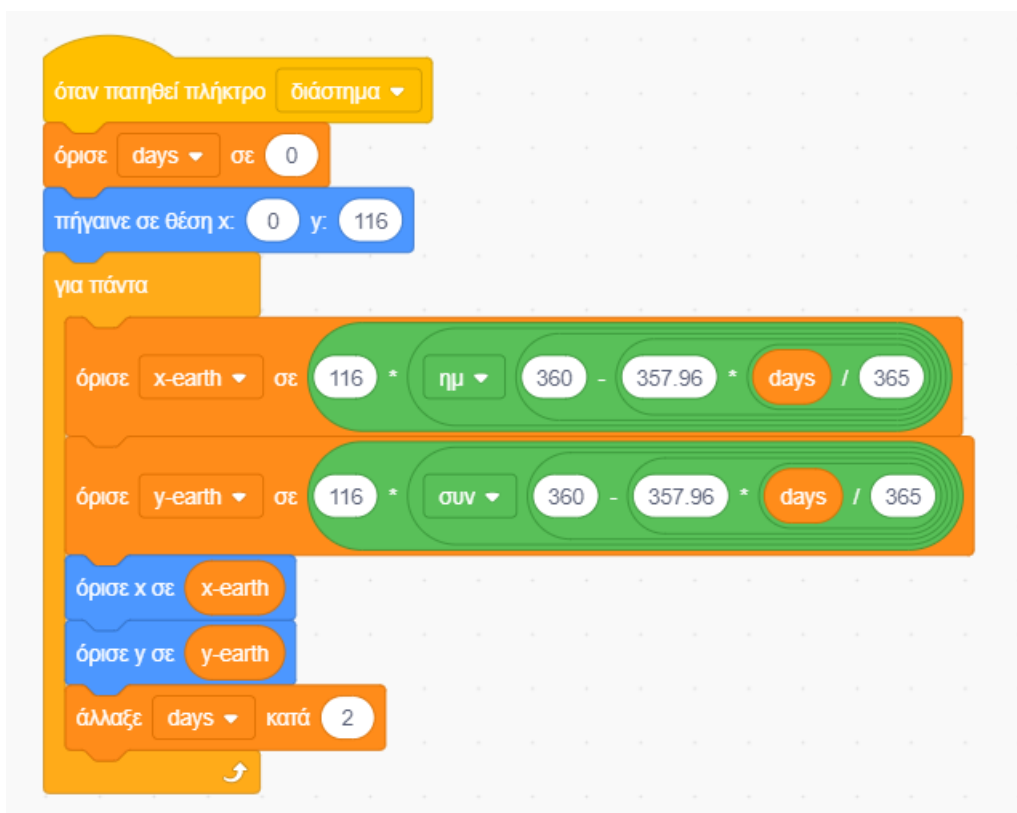 όταν πατηθεί πλήκτρο διάστημα
όρισε days σε 0
πήγαινε σε θέση x: 0 y: 116
για πάντα
όρισε x-earth σε 116 * ημ 360 - 357.96 * days / 365
όρισε y-earth σε 116 * συν 360 - 357.96 * days / 365
όρισε x σε x-earth
όρισε y σε y-earth
άλλαξε days κατά 2